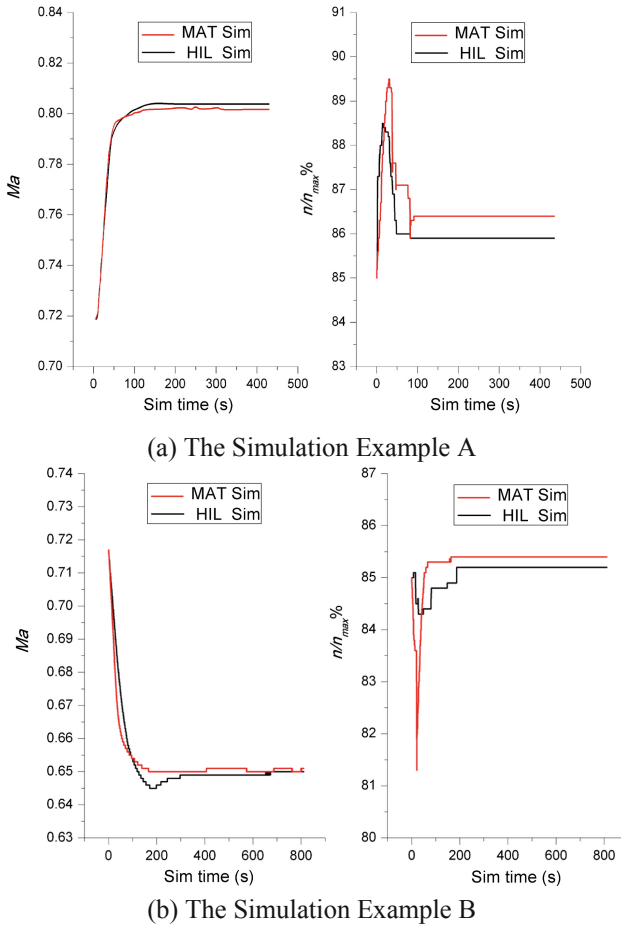 0.84
0.82
0.80
0.78
0.76
0.74
0.72
0.70
Ma
MAT Sim
HIL Sim
0 100 200 300 400 500
Sim time (s)
91
90
89
88
87
86
85
84
83
n/nmax%
MAT Sim
HIL Sim
0 100 200 300 400 500
Sim time (s)
(a) The Simulation Example A
0.74
0.73
0.72
0.71
0.70
0.69
0.68
0.67
0.66
0.65
0.64
0.63
Ma
MAT Sim
HIL Sim
0 200 400 600 800
Sim time (s)
87
86
85
84
83
82
81
80
n/nmax%
MAT Sim
HIL Sim
0 200 400 600 800
Sim time (s)
(b) The Simulation Example B